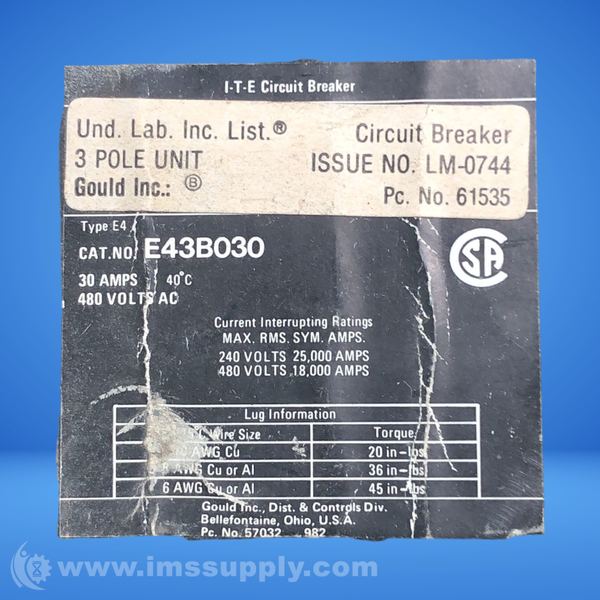 I-T-E Circuit Breaker
Und. Lab. Inc. List.® Circuit Breaker
3 POLE UNIT ISSUE NO. LM-0744
Gould Inc.: Ⓑ Pc. No. 61535
Type E4
CAT.NO. E43B030
CSA
30 AMPS 40°C
480 VOLTS AC
Current Interrupting Ratings
MAX. RMS. SYM. AMPS.
240 VOLTS 25,000 AMPS
480 VOLTS 18,000 AMPS
Lug Information
Wire Size Torque
AWG Cu 20 in-lbs
8 AWG Cu or Al 36 in-lbs
6 AWG Cu or Al 45 in-lbs
Gould Inc., Dist. & Controls Div.
Bellefontaine, Ohio, U.S.A.
Pc. No. 57032 982
www.imssupply.com